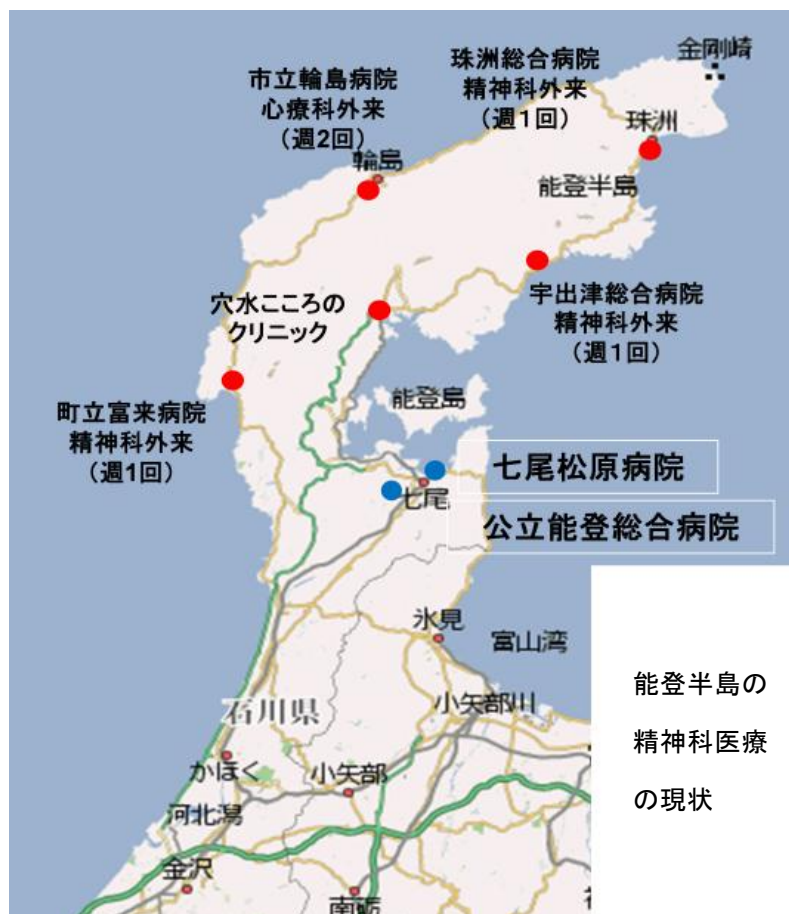 金剛崎
珠洲総合病院
精神科外来
(週1回)
市立輪島病院
心療科外来
(週2回)
珠洲
輪島
能登半島
穴水こころの
クリニック
宇出津総合病院
精神科外来
(週1回)
能登島
町立富来病院
精神科外来
(週1回)
七尾松原病院
七尾
公立能登総合病院
氷見
富山湾
能登半島の
精神科医療
の現状
石川県
小矢部川
かほく
小矢部
河北潟
金沢
南砺